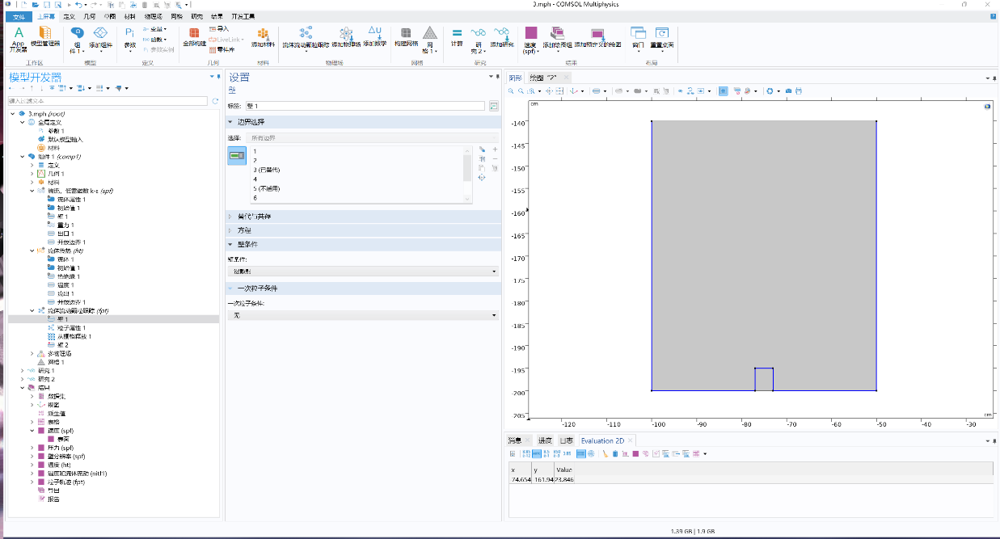 3.mph - COMSOL Multiphysics
文件 主屏幕 定义 几何 草图 材料 物理场 网格 研究 结果 开发工具
App 开发器
模型管理器
组件 1
添加组件
参数
变量
函数
参数实例
全部构建
导入
LiveLink
零件库
添加材料
流体流动颗粒跟踪
添加物理场
添加数学
构建网格
网格 1
计算
研究 2
添加研究
速度 (spf)
添加绘图组
添加预定义的绘图
窗口
重置桌面
工作区 模型 定义 几何 材料 物理场 网格 研究 结果 布局
模型开发器
键入过滤文本
3.mph (root)
全局定义
参数 1
默认模型输入
材料
组件 1 (comp1)
定义
几何 1
材料
湍流，低雷诺数 k-ε (spf)
流体属性 1
初始值 1
壁 1
重力 1
出口 1
开放边界 1
流体传热 (ht)
流体 1
初始值 1
热绝缘 1
温度 1
流出 1
开放边界 1
流体流动颗粒跟踪 (fpt)
壁 1
粒子属性 1
从栅格释放 1
壁 2
多物理场
网格 1
研究 1
研究 2
结果
数据集
视图
派生值
表格
速度 (spf)
表面
压力 (spf)
壁分辨率 (spf)
温度 (ht)
温度和流体流动 (nitf1)
粒子轨迹 (fpt)
导出
报告
设置
壁
标签: 壁 1
边界选择
选择: 所有边界
1
2
3 (已替代)
4
5 (不适用)
6
替代与共存
方程
壁条件
壁条件:
漫散射
一次粒子条件
一次粒子条件:
无
图形 绘图 "2"
cm
-140
-145
-150
-155
-160
-165
-170
-175
-180
-185
-190
-195
-200
-205
cm
-120 -110 -100 -90 -80 -70 -60 -50 -40 -30
消息 进度 日志 Evaluation 2D
x y Value
74.654 161.94 23.846
1.39 GB | 1.9 GB